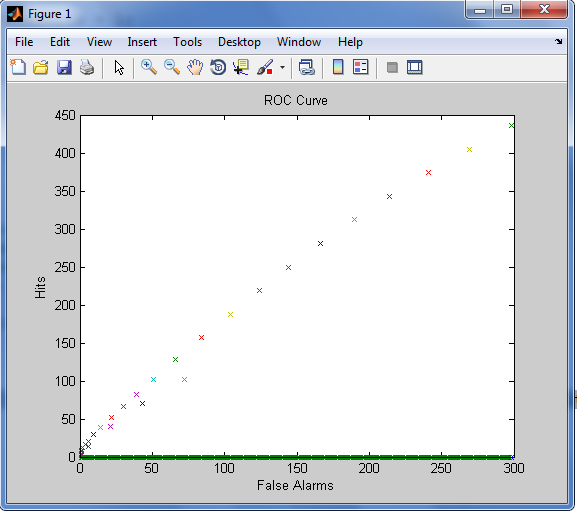 Figure 1
File Edit View Insert Tools Desktop Window Help
ROC Curve
450
400
350
300
250
200
150
100
50
0
Hits
0 50 100 150 200 250 300
False Alarms